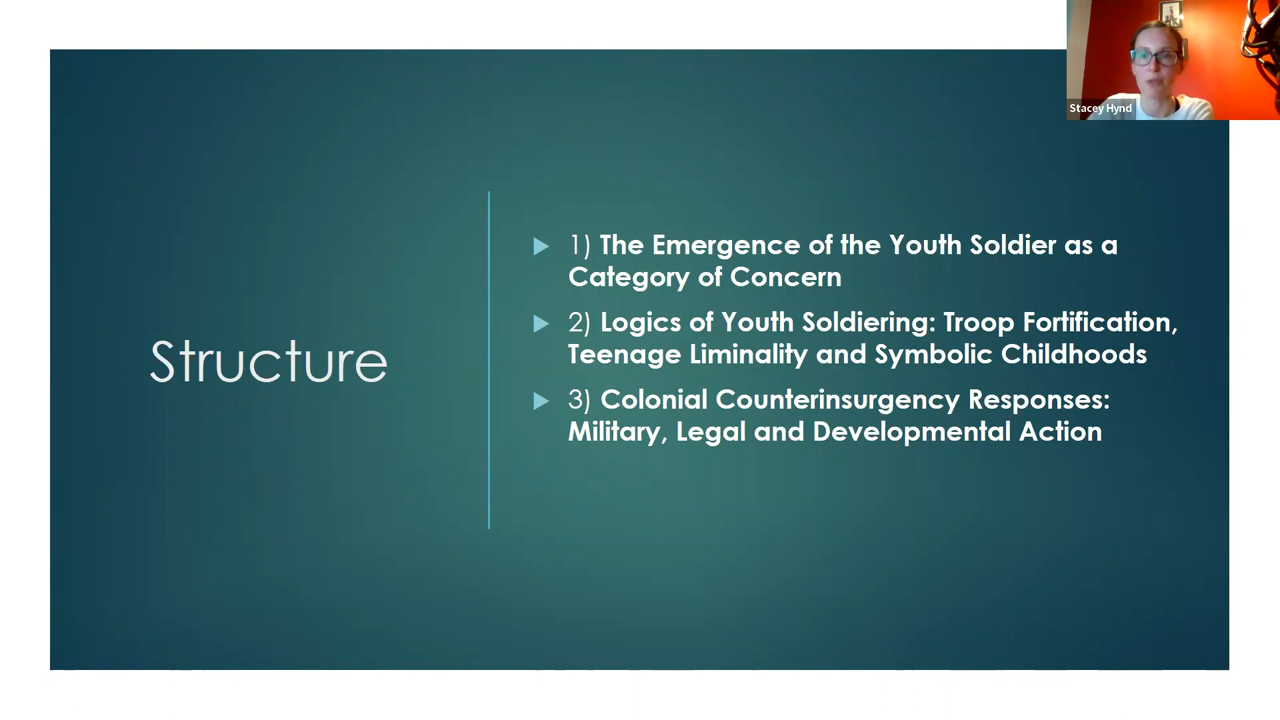 Stacey Hynd
Structure
1) The Emergence of the Youth Soldier as a
Category of Concern
2) Logics of Youth Soldiering: Troop Fortification,
Teenage Liminality and Symbolic Childhoods
3) Colonial Counterinsurgency Responses:
Military, Legal and Developmental Action